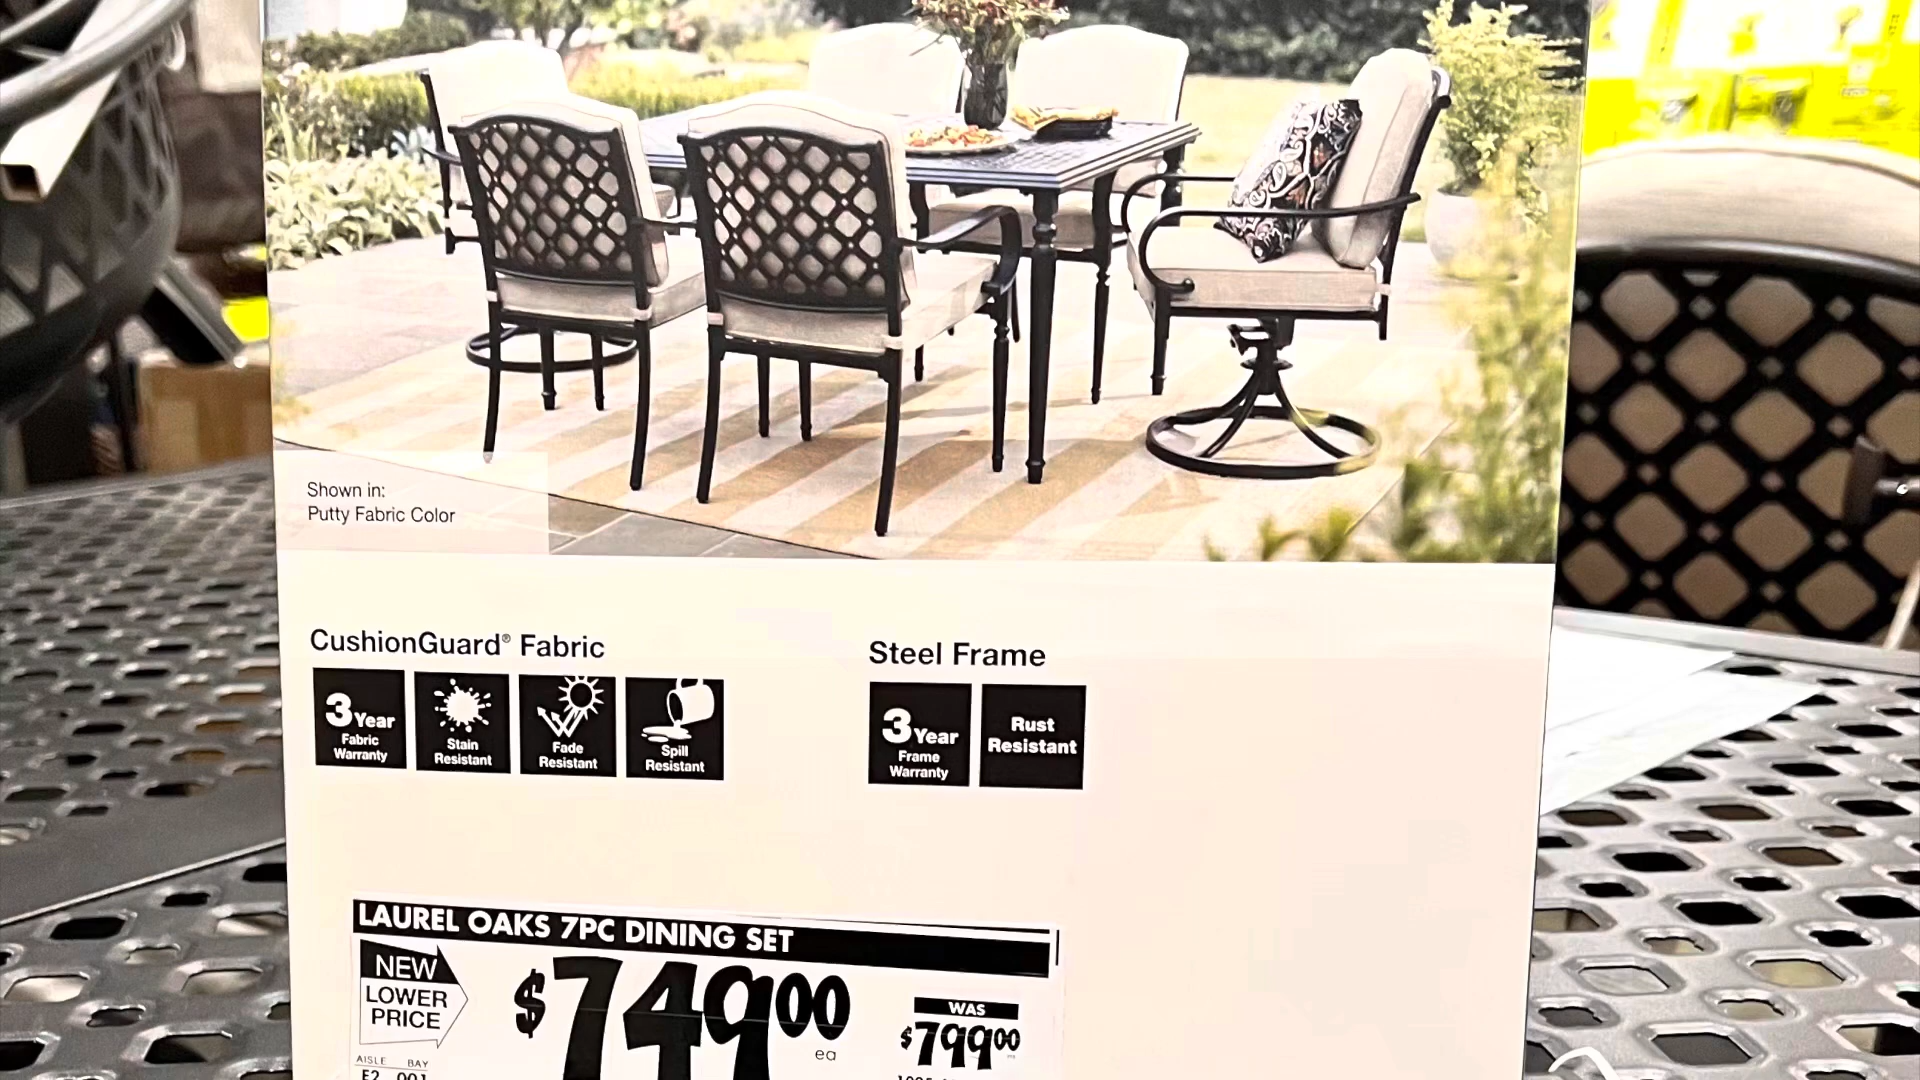 Shown in:
Putty Fabric Color
CushionGuard® Fabric
3 Year
Fabric
Warranty
Stain
Resistant
Fade
Resistant
Spill
Resistant
Steel Frame
3 Year
Frame
Warranty
Rust
Resistant
LAUREL OAKS 7PC DINING SET
NEW
LOWER
PRICE
$749.00
ea
WAS
$799.00
AISLE BAY
E2 001